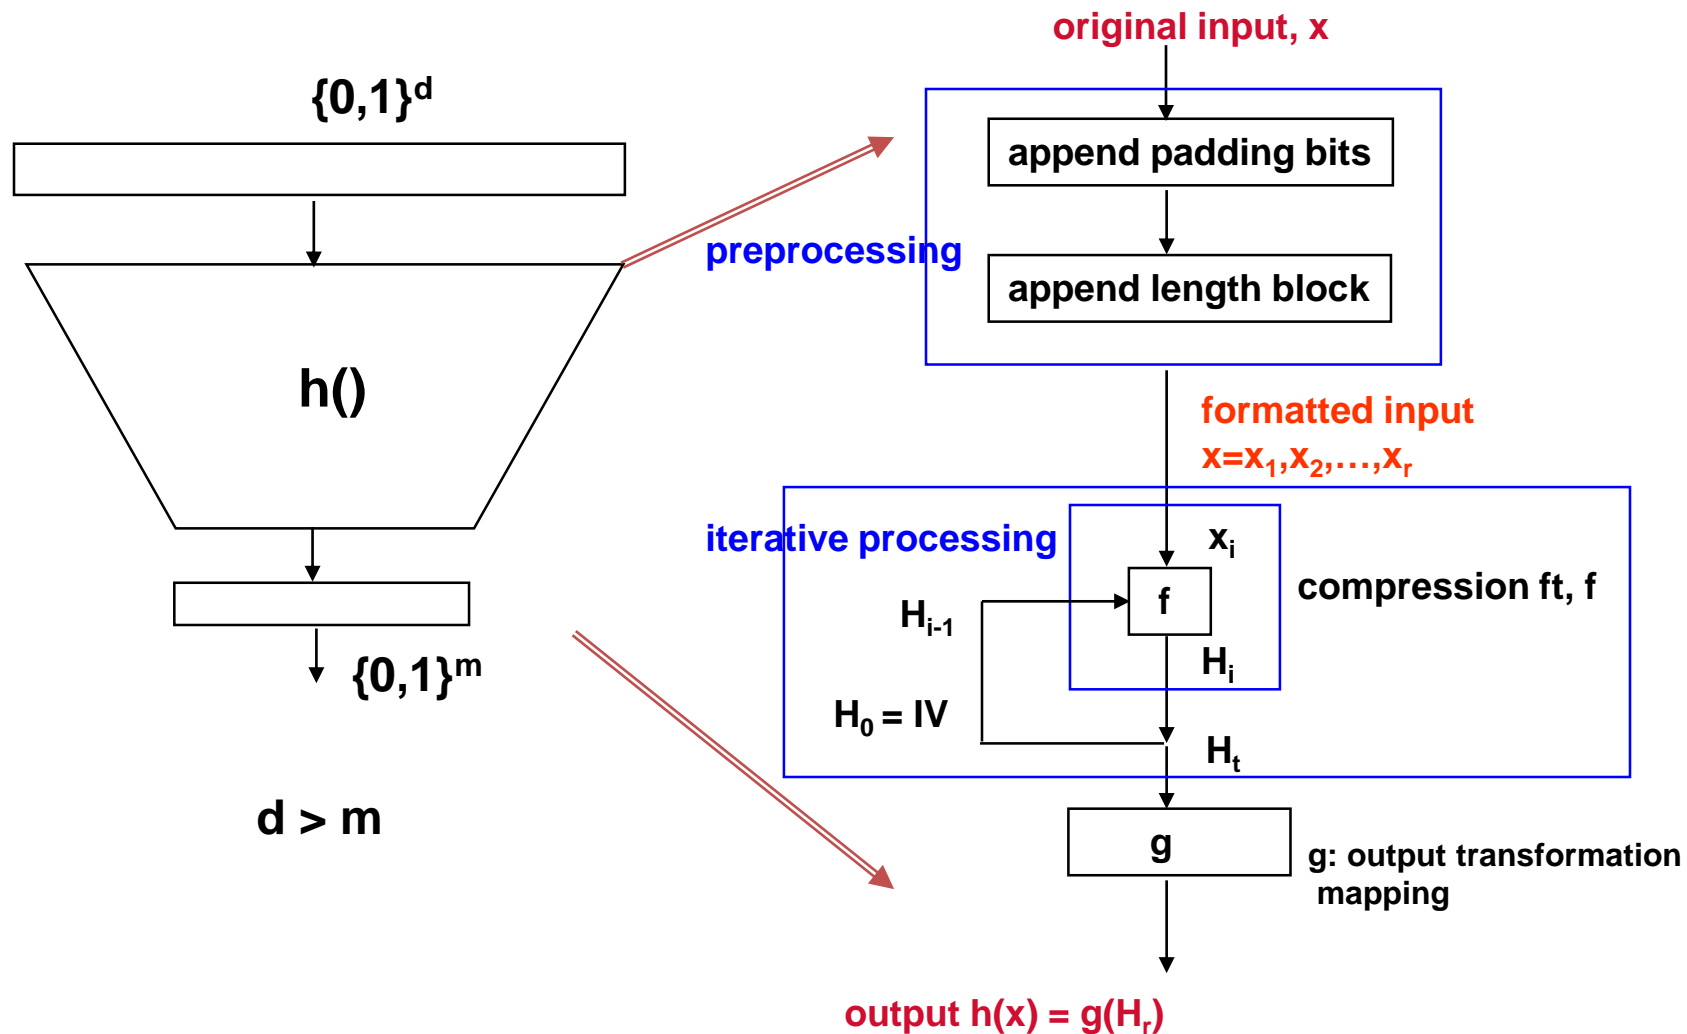 {0,1}ᵈ
h()
{0,1}ᵐ
d > m
original input, x
append padding bits
preprocessing
append length block
formatted input
x=x₁,x₂,…,xᵣ
iterative processing
xᵢ
f
compression ft, f
Hᵢ₋₁
Hᵢ
H₀ = IV
Hₜ
g
g: output transformation
mapping
output h(x) = g(Hᵣ)